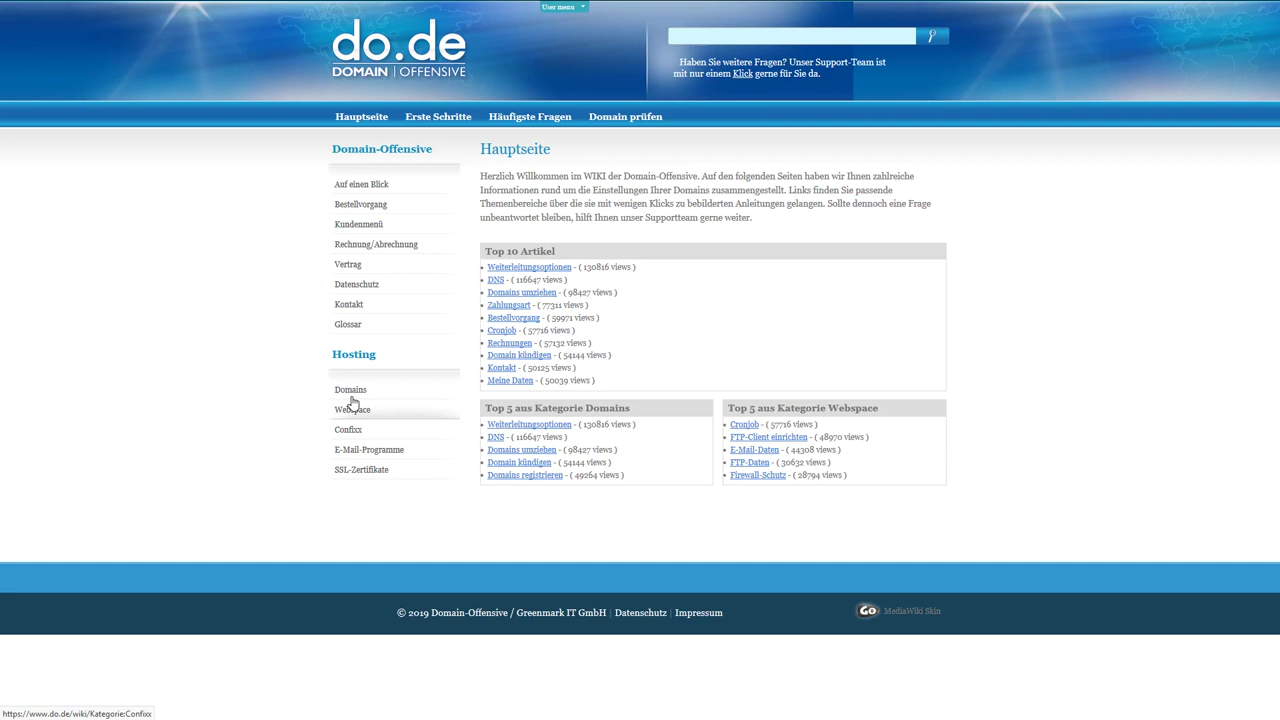 User menu
do.de
DOMAIN | OFFENSIVE
Haben Sie weitere Fragen? Unser Support-Team ist
mit nur einem Klick gerne für Sie da.
Hauptseite Erste Schritte Häufigste Fragen Domain prüfen
Domain-Offensive
Auf einen Blick
Bestellvorgang
Kundenmenü
Rechnung/Abrechnung
Vertrag
Datenschutz
Kontakt
Glossar
Hosting
Domains
Webspace
Confixx
E-Mail-Programme
SSL-Zertifikate
Hauptseite
Herzlich Willkommen im WIKI der Domain-Offensive. Auf den folgenden Seiten haben wir Ihnen zahlreiche
Informationen rund um die Einstellungen Ihrer Domains zusammengestellt. Links finden Sie passende
Themenbereiche über die sie mit wenigen Klicks zu bebilderten Anleitungen gelangen. Sollte dennoch eine Frage
unbeantwortet bleiben, hilft Ihnen unser Supportteam gerne weiter.
Top 10 Artikel
Weiterleitungsoptionen - ( 130816 views )
DNS - ( 116647 views )
Domains umziehen - ( 98427 views )
Zahlungsart - ( 77311 views )
Bestellvorgang - ( 59971 views )
Cronjob - ( 57716 views )
Rechnungen - ( 57132 views )
Domain kündigen - ( 54144 views )
Kontakt - ( 50125 views )
Meine Daten - ( 50039 views )
Top 5 aus Kategorie Domains
Weiterleitungsoptionen - ( 130816 views )
DNS - ( 116647 views )
Domains umziehen - ( 98427 views )
Domain kündigen - ( 54144 views )
Domains registrieren - ( 49264 views )
Top 5 aus Kategorie Webspace
Cronjob - ( 57716 views )
FTP-Client einrichten - ( 48970 views )
E-Mail-Daten - ( 44308 views )
FTP-Daten - ( 30632 views )
Firewall-Schutz - ( 28794 views )
© 2019 Domain-Offensive / Greenmark IT GmbH | Datenschutz | Impressum
GO MediaWiki Skin
https://www.do.de/wiki/Kategorie:Confixx